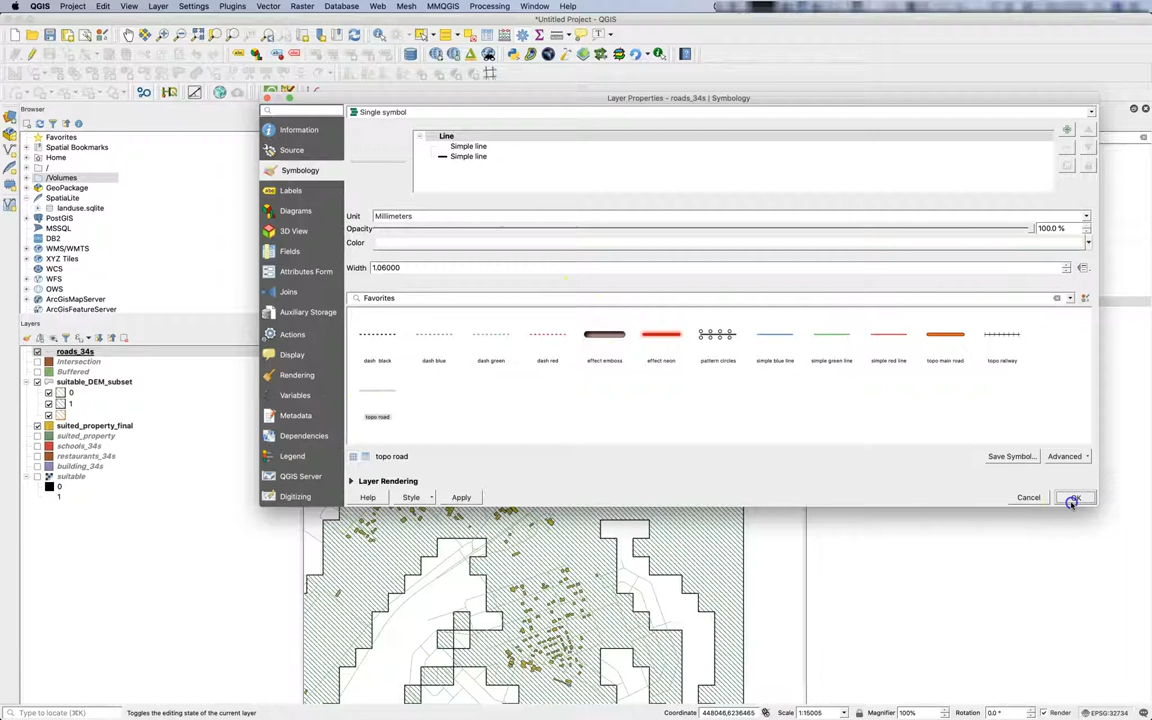 QGIS Project Edit View Layer Settings Plugins Vector Raster Database Web Mesh MMQGIS Processing Window Help
*Untitled Project - QGIS
Layer Properties - roads_34s | Symbology
Browser
Favorites
Spatial Bookmarks
Home
/
/Volumes
GeoPackage
SpatiaLite
landuse.sqlite
PostGIS
MSSQL
DB2
WMS/WMTS
XYZ Tiles
WCS
WFS
OWS
ArcGisMapServer
ArcGisFeatureServer
Layers
roads_34s
Intersection
Buffered
suitable_DEM_subset
0
1
suited_property_final
suited_property
schools_34s
restaurants_34s
building_34s
suitable
0
1
Information
Source
Symbology
Labels
Diagrams
3D View
Fields
Attributes Form
Joins
Auxiliary Storage
Actions
Display
Rendering
Variables
Metadata
Dependencies
Legend
QGIS Server
Digitizing
Single symbol
Line
Simple line
Simple line
Unit Millimeters
Opacity 100.0 %
Color
Width 1.06000
Favorites
dash black dash blue dash green dash red effect emboss effect neon pattern circles simple blue line simple green line simple red line topo main road topo railway
topo road
topo road Save Symbol... Advanced
Layer Rendering
Help Style Apply Cancel OK
Type to locate (⌘K) Toggles the editing state of the current layer Coordinate 448046,6236465 Scale 1:15005 Magnifier 100% Rotation 0.0 ° Render EPSG:32734